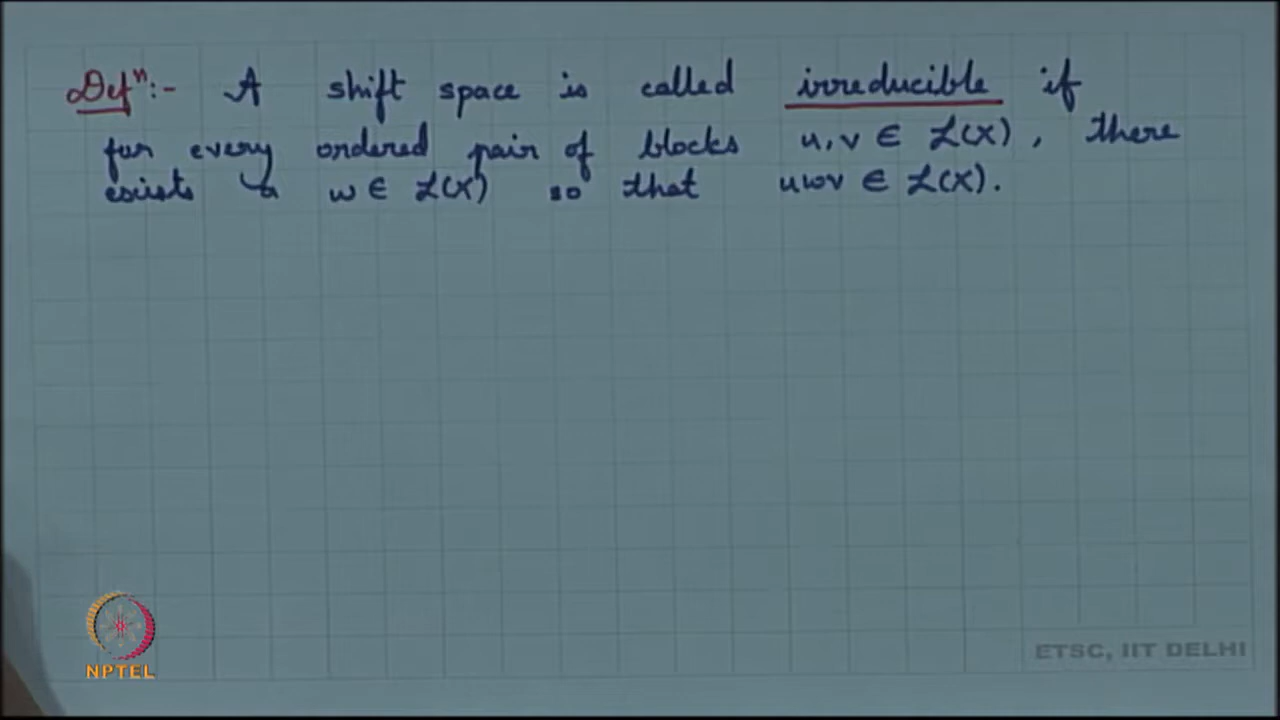 Defⁿ:- A shift space is called irreducible if
for every ordered pair of blocks u, v ∈ ℒ(X), there
exists a w ∈ ℒ(X) so that uwv ∈ ℒ(X).
NPTEL
ETSC, IIT DELHI